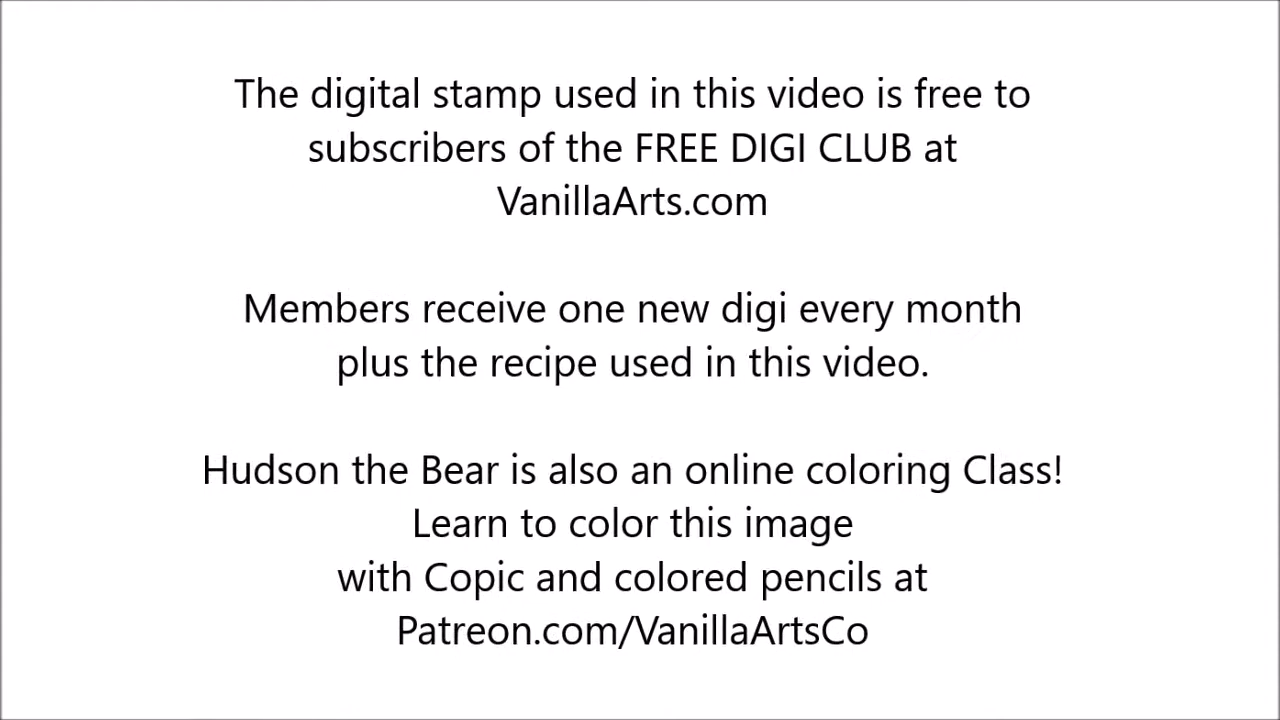 The digital stamp used in this video is free to
subscribers of the FREE DIGI CLUB at
VanillaArts.com
Members receive one new digi every month
plus the recipe used in this video.
Hudson the Bear is also an online coloring Class!
Learn to color this image
with Copic and colored pencils at
Patreon.com/VanillaArtsCo